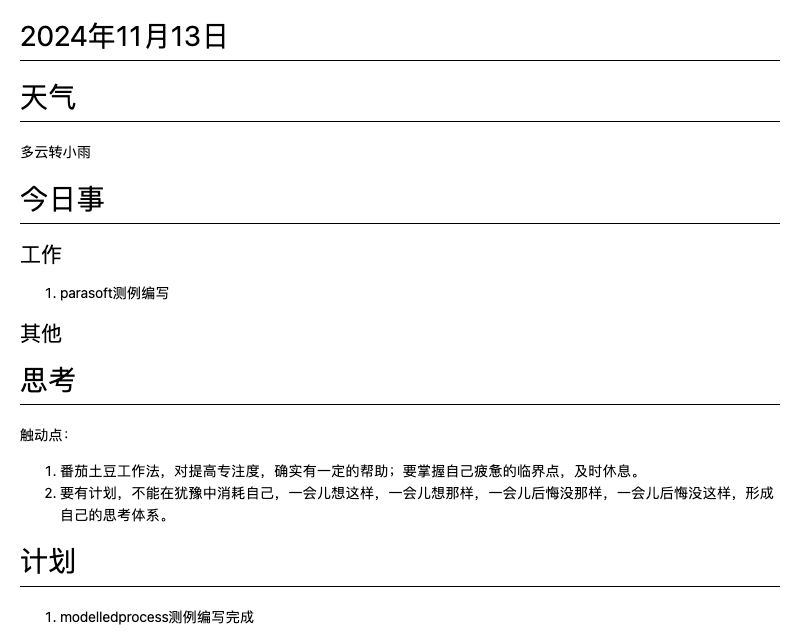 2024年11月13日
天气
多云转小雨
今日事
工作
1. parasoft测例编写
其他
思考
触动点：
1. 番茄土豆工作法，对提高专注度，确实有一定的帮助；要掌握自己疲惫的临界点，及时休息。
2. 要有计划，不能在犹豫中消耗自己，一会儿想这样，一会儿想那样，一会儿后悔没那样，一会儿后悔没这样，形成
自己的思考体系。
计划
1. modelledprocess测例编写完成